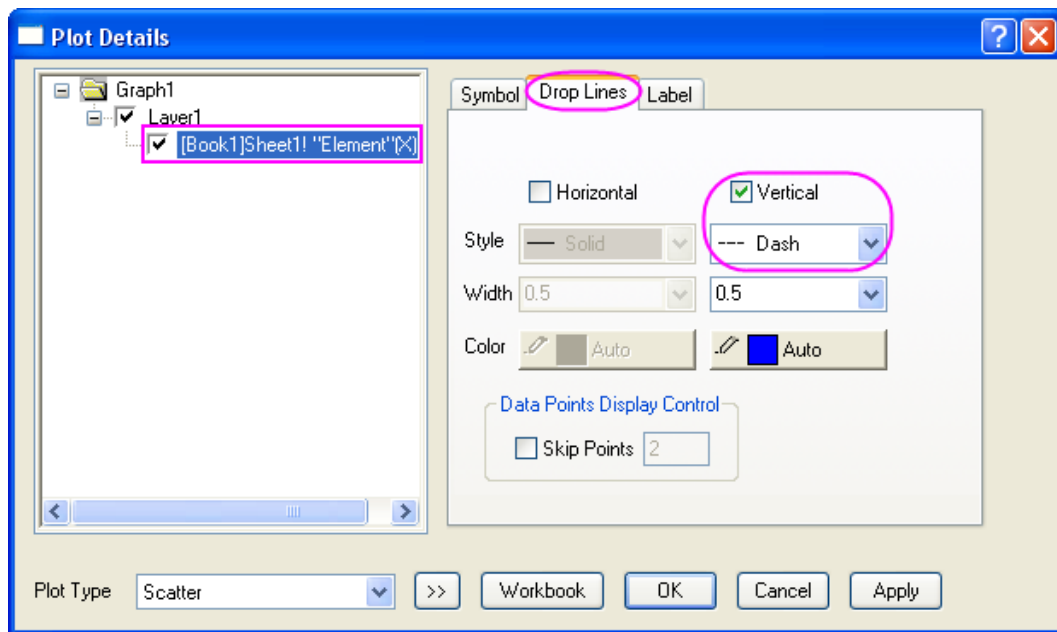 Plot Details
Graph1
Layer1
[Book1]Sheet1! "Element"(X)
Symbol Drop Lines Label
Horizontal Vertical
Style Solid --- Dash
Width 0.5 0.5
Color Auto Auto
Data Points Display Control
Skip Points 2
Plot Type Scatter >> Workbook OK Cancel Apply